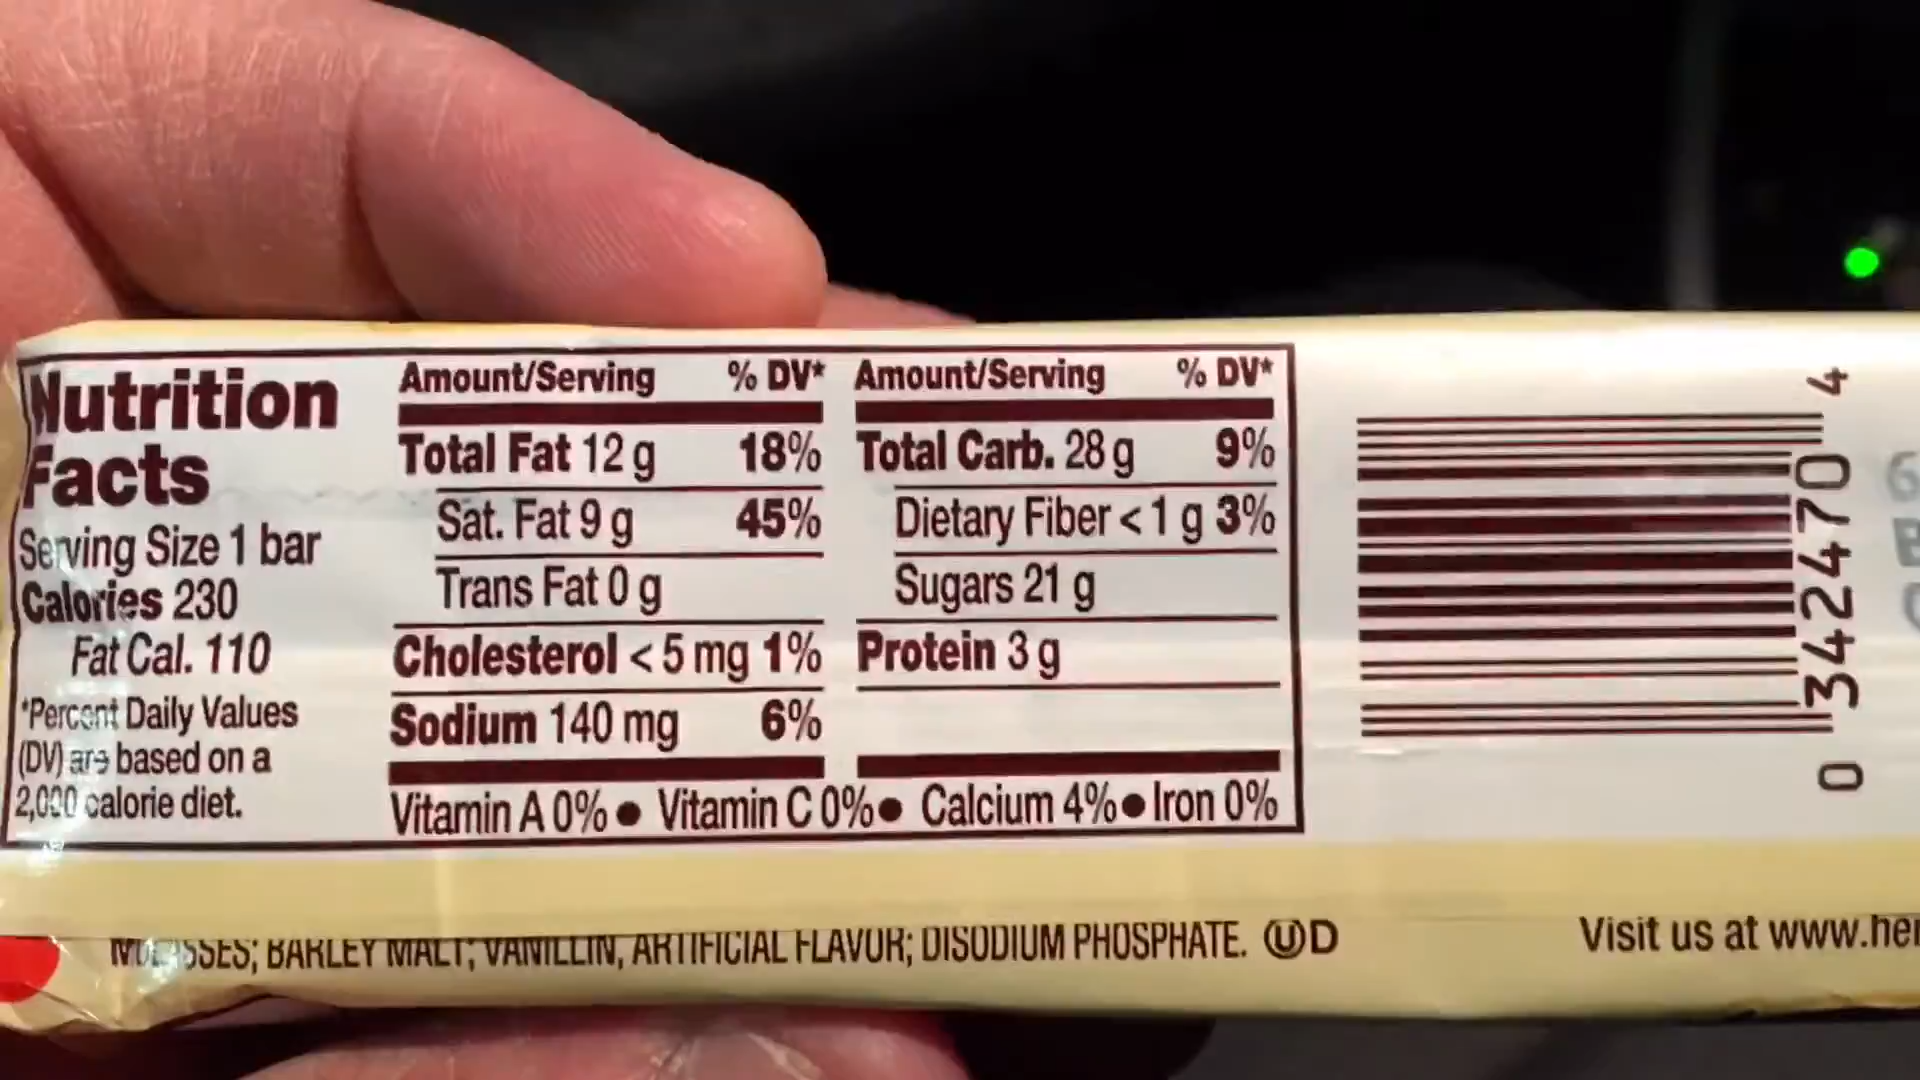 Nutrition
Facts
Serving Size 1 bar
Calories 230
Fat Cal. 110
*Percent Daily Values
(DV) are based on a
2,000 calorie diet.
Amount/Serving % DV*
Total Fat 12 g 18%
Sat. Fat 9 g 45%
Trans Fat 0 g
Cholesterol < 5 mg 1%
Sodium 140 mg 6%
Amount/Serving % DV*
Total Carb. 28 g 9%
Dietary Fiber < 1 g 3%
Sugars 21 g
Protein 3 g
Vitamin A 0% ● Vitamin C 0% ● Calcium 4% ● Iron 0%
0 342470 4
MOLASSES; BARLEY MALT; VANILLIN, ARTIFICIAL FLAVOR; DISODIUM PHOSPHATE. ⓊD
Visit us at www.her